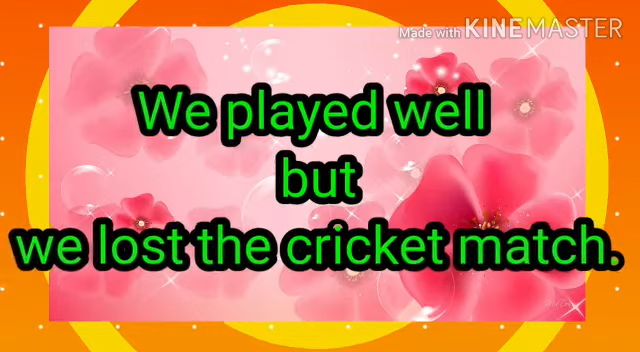 Made with KINEMASTER
We played well
but
we lost the cricket match.